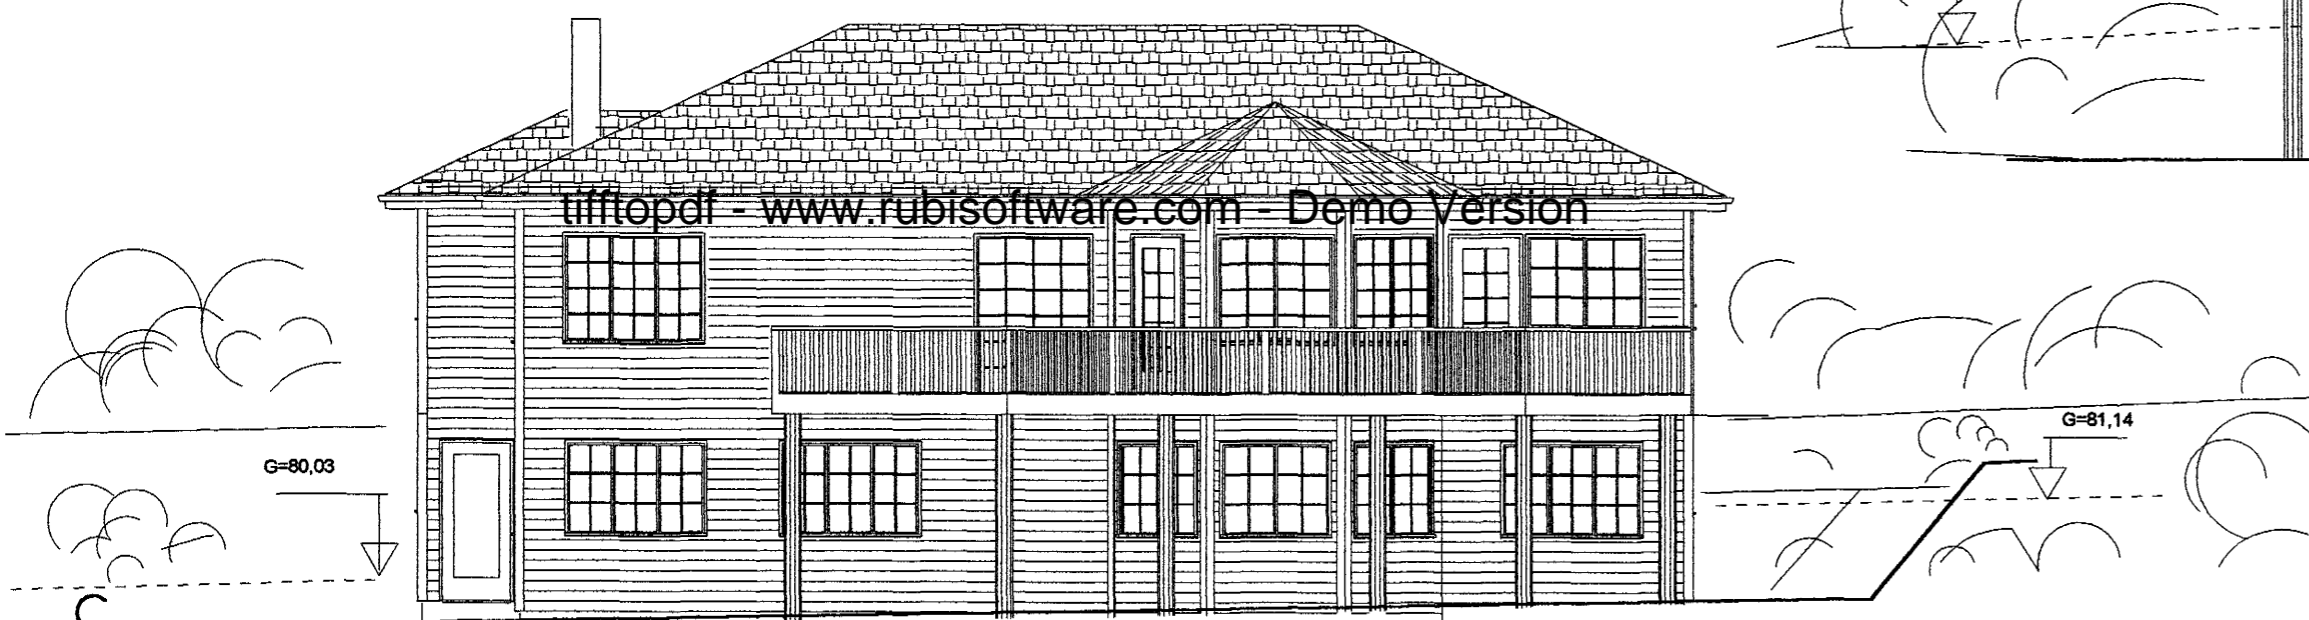 tifftopdf - www.rubisoftware.com - Demo Version
G=81,14
G=80,03